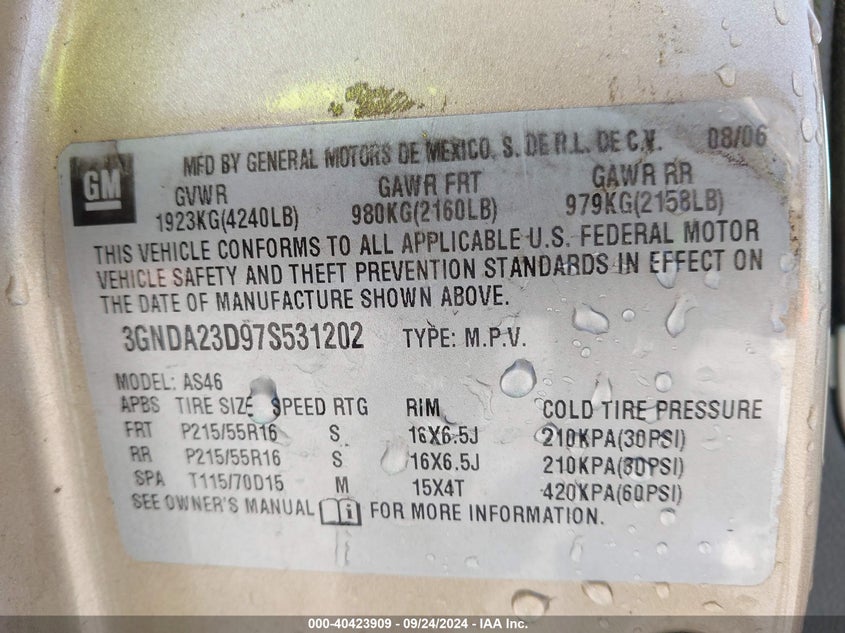 GM
MFD BY GENERAL MOTORS DE MEXICO, S. DE R.L. DE C.V. 08/06
GVWR GAWR FRT GAWR RR
1923KG(4240LB) 980KG(2160LB) 979KG(2158LB)
THIS VEHICLE CONFORMS TO ALL APPLICABLE U.S. FEDERAL MOTOR
VEHICLE SAFETY AND THEFT PREVENTION STANDARDS IN EFFECT ON
THE DATE OF MANUFACTURE SHOWN ABOVE.
3GNDA23D97S531202 TYPE: M.P.V.
MODEL: AS46
APBS TIRE SIZE SPEED RTG RIM COLD TIRE PRESSURE
FRT P215/55R16 S 16X6.5J 210KPA(30PSI)
RR P215/55R16 S 16X6.5J 210KPA(30PSI)
SPA T115/70D15 M 15X4T 420KPA(60PSI)
SEE OWNER'S MANUAL i FOR MORE INFORMATION.
000-40423909 - 09/24/2024 - IAA Inc.